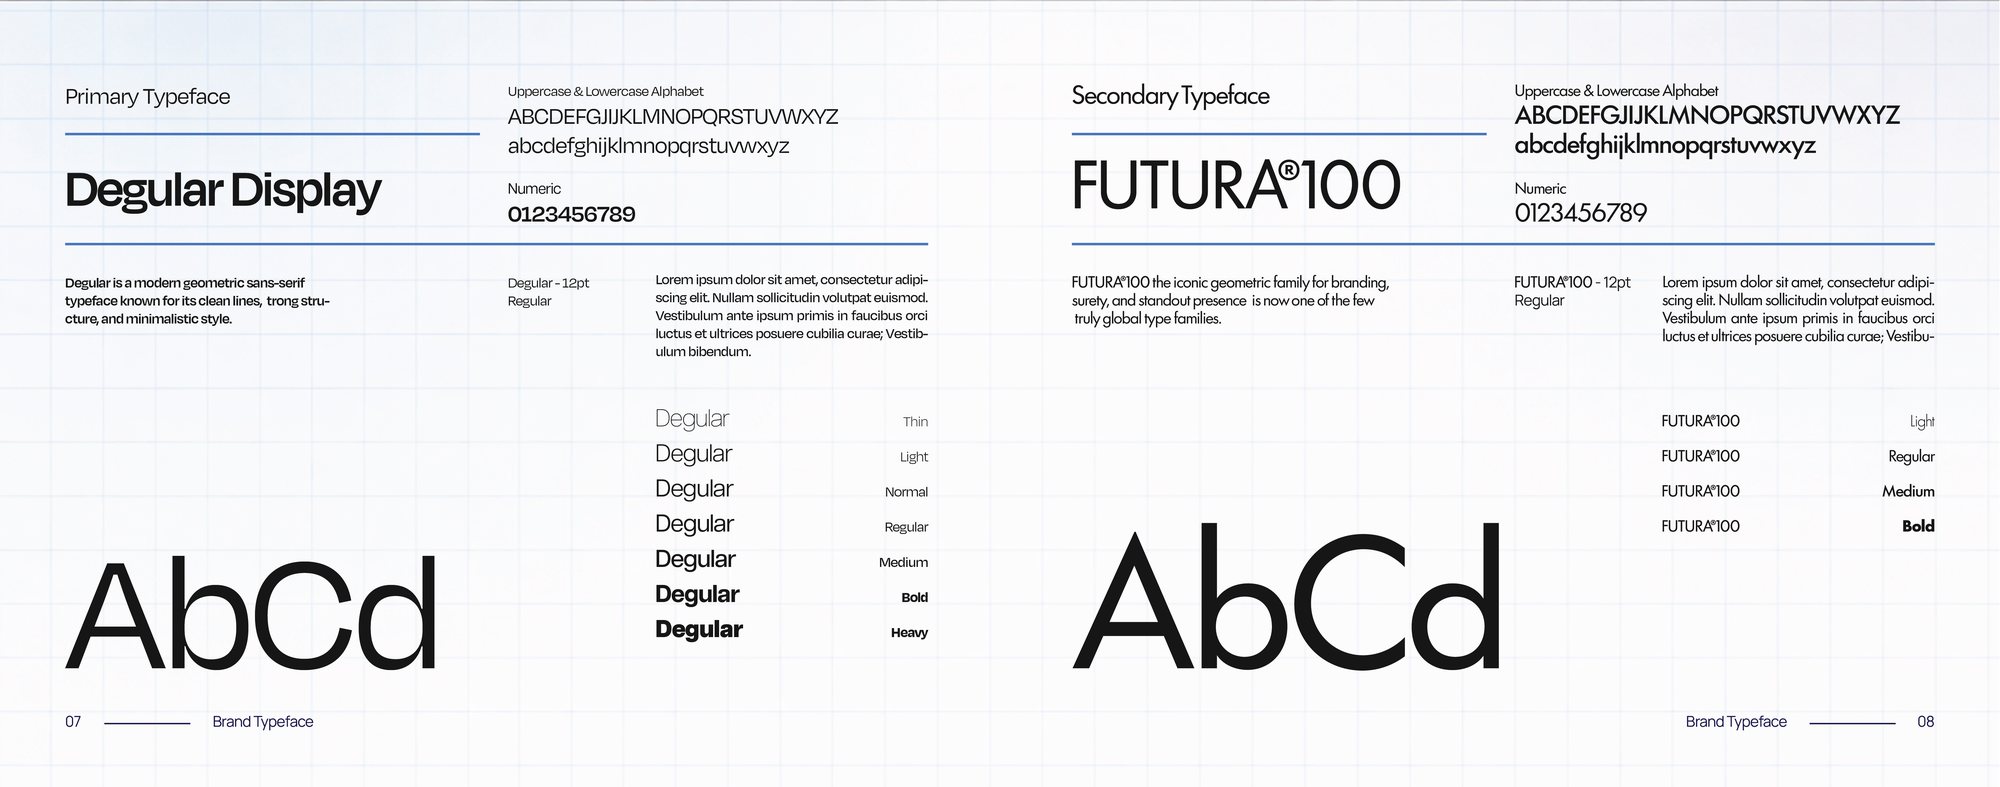 Primary Typeface
Degular Display
Uppercase & Lowercase Alphabet
ABCDEFGJIJKLMNOPQRSTUVWXYZ
abcdefghijklmnopqrstuvwxyz
Numeric
0123456789
Degular is a modern geometric sans-serif
typeface known for its clean lines, trong stru-
cture, and minimalistic style.
Degular - 12pt
Regular
Lorem ipsum dolor sit amet, consectetur adipi-
scing elit. Nullam sollicitudin volutpat euismod.
Vestibulum ante ipsum primis in faucibus orci
luctus et ultrices posuere cubilia curae; Vestib-
ulum bibendum.
Degular Thin
Degular Light
Degular Normal
Degular Regular
Degular Medium
Degular Bold
Degular Heavy
AbCd
07 Brand Typeface
Secondary Typeface
FUTURA®100
Uppercase & Lowercase Alphabet
ABCDEFGJIJKLMNOPQRSTUVWXYZ
abcdefghijklmnopqrstuvwxyz
Numeric
0123456789
FUTURA®100 the iconic geometric family for branding,
surety, and standout presence is now one of the few
truly global type families.
FUTURA®100 - 12pt
Regular
Lorem ipsum dolor sit amet, consectetur adipi-
scing elit. Nullam sollicitudin volutpat euismod.
Vestibulum ante ipsum primis in faucibus orci
luctus et ultrices posuere cubilia curae; Vestibu-
FUTURA®100 Light
FUTURA®100 Regular
FUTURA®100 Medium
FUTURA®100 Bold
AbCd
Brand Typeface 08